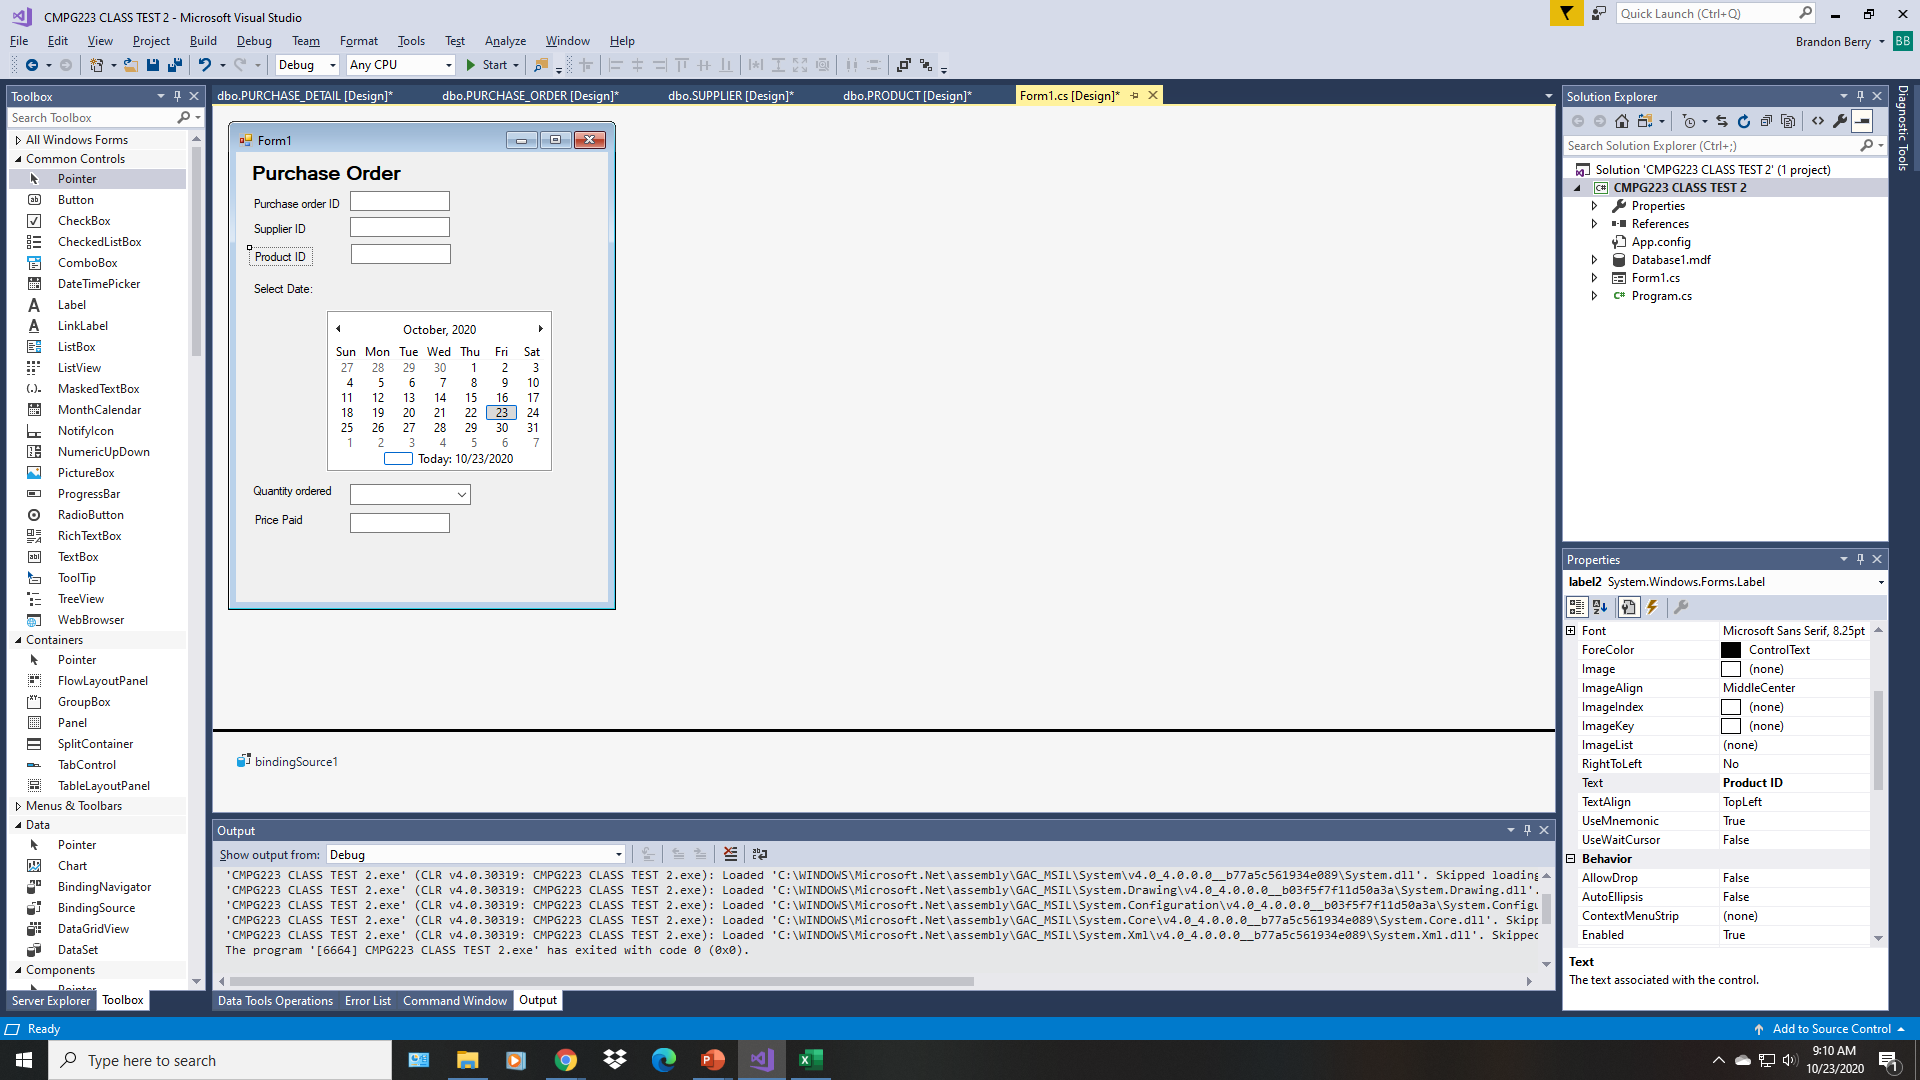 CMPG223 CLASS TEST 2 - Microsoft Visual Studio
Quick Launch (Ctrl+Q)
File Edit View Project Build Debug Team Format Tools Test Analyze Window Help
Brandon Berry BB
Debug Any CPU Start
Toolbox
Search Toolbox
All Windows Forms
Common Controls
Pointer
Button
CheckBox
CheckedListBox
ComboBox
DateTimePicker
Label
LinkLabel
ListBox
ListView
MaskedTextBox
MonthCalendar
NotifyIcon
NumericUpDown
PictureBox
ProgressBar
RadioButton
RichTextBox
TextBox
ToolTip
TreeView
WebBrowser
Containers
Pointer
FlowLayoutPanel
GroupBox
Panel
SplitContainer
TabControl
TableLayoutPanel
Menus & Toolbars
Data
Pointer
Chart
BindingNavigator
BindingSource
DataGridView
DataSet
Components
Pointer
Server Explorer Toolbox
dbo.PURCHASE_DETAIL [Design]* dbo.PURCHASE_ORDER [Design]* dbo.SUPPLIER [Design]* dbo.PRODUCT [Design]* Form1.cs [Design]*
Form1
Purchase Order
Purchase order ID
Supplier ID
Product ID
Select Date:
October, 2020
Sun Mon Tue Wed Thu Fri Sat
27 28 29 30 1 2 3
4 5 6 7 8 9 10
11 12 13 14 15 16 17
18 19 20 21 22 23 24
25 26 27 28 29 30 31
1 2 3 4 5 6 7
Today: 10/23/2020
Quantity ordered
Price Paid
bindingSource1
Output
Show output from: Debug
'CMPG223 CLASS TEST 2.exe' (CLR v4.0.30319: CMPG223 CLASS TEST 2.exe): Loaded 'C:\WINDOWS\Microsoft.Net\assembly\GAC_MSIL\System\v4.0_4.0.0.0__b77a5c561934e089\System.dll'. Skipped loading
'CMPG223 CLASS TEST 2.exe' (CLR v4.0.30319: CMPG223 CLASS TEST 2.exe): Loaded 'C:\WINDOWS\Microsoft.Net\assembly\GAC_MSIL\System.Drawing\v4.0_4.0.0.0__b03f5f7f11d50a3a\System.Drawing.dll'.
'CMPG223 CLASS TEST 2.exe' (CLR v4.0.30319: CMPG223 CLASS TEST 2.exe): Loaded 'C:\WINDOWS\Microsoft.Net\assembly\GAC_MSIL\System.Configuration\v4.0_4.0.0.0__b03f5f7f11d50a3a\System.Configu
'CMPG223 CLASS TEST 2.exe' (CLR v4.0.30319: CMPG223 CLASS TEST 2.exe): Loaded 'C:\WINDOWS\Microsoft.Net\assembly\GAC_MSIL\System.Core\v4.0_4.0.0.0__b77a5c561934e089\System.Core.dll'. Skipp
'CMPG223 CLASS TEST 2.exe' (CLR v4.0.30319: CMPG223 CLASS TEST 2.exe): Loaded 'C:\WINDOWS\Microsoft.Net\assembly\GAC_MSIL\System.Xml\v4.0_4.0.0.0__b77a5c561934e089\System.Xml.dll'. Skipped
The program '[6664] CMPG223 CLASS TEST 2.exe' has exited with code 0 (0x0).
Data Tools Operations Error List Command Window Output
Solution Explorer
Search Solution Explorer (Ctrl+;)
Solution 'CMPG223 CLASS TEST 2' (1 project)
C# CMPG223 CLASS TEST 2
Properties
References
App.config
Database1.mdf
Form1.cs
C# Program.cs
Diagnostic Tools
Properties
label2 System.Windows.Forms.Label
Font Microsoft Sans Serif, 8.25pt
ForeColor ControlText
Image (none)
ImageAlign MiddleCenter
ImageIndex (none)
ImageKey (none)
ImageList (none)
RightToLeft No
Text Product ID
TextAlign TopLeft
UseMnemonic True
UseWaitCursor False
Behavior
AllowDrop False
AutoEllipsis False
ContextMenuStrip (none)
Enabled True
Text
The text associated with the control.
Ready
Add to Source Control
Type here to search
9:10 AM
10/23/2020
1